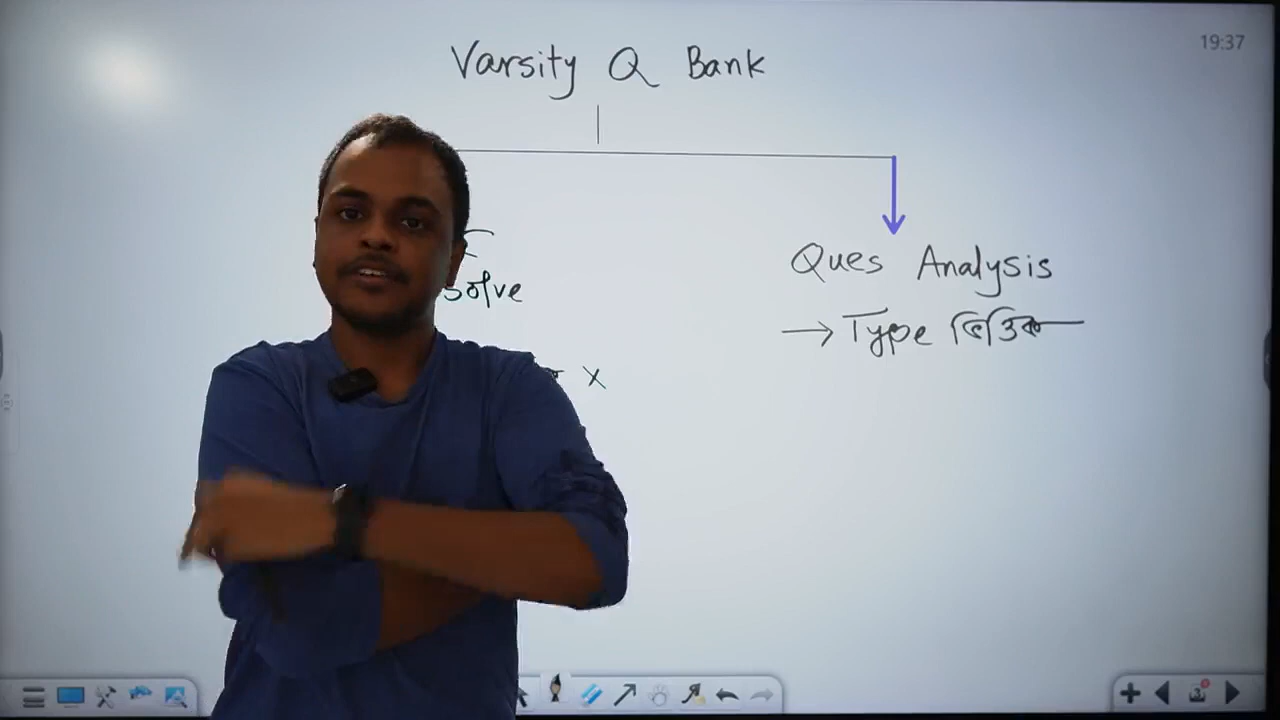 19:37
Varsity Q Bank
solve
x
Ques Analysis
→ Type ভিত্তিক